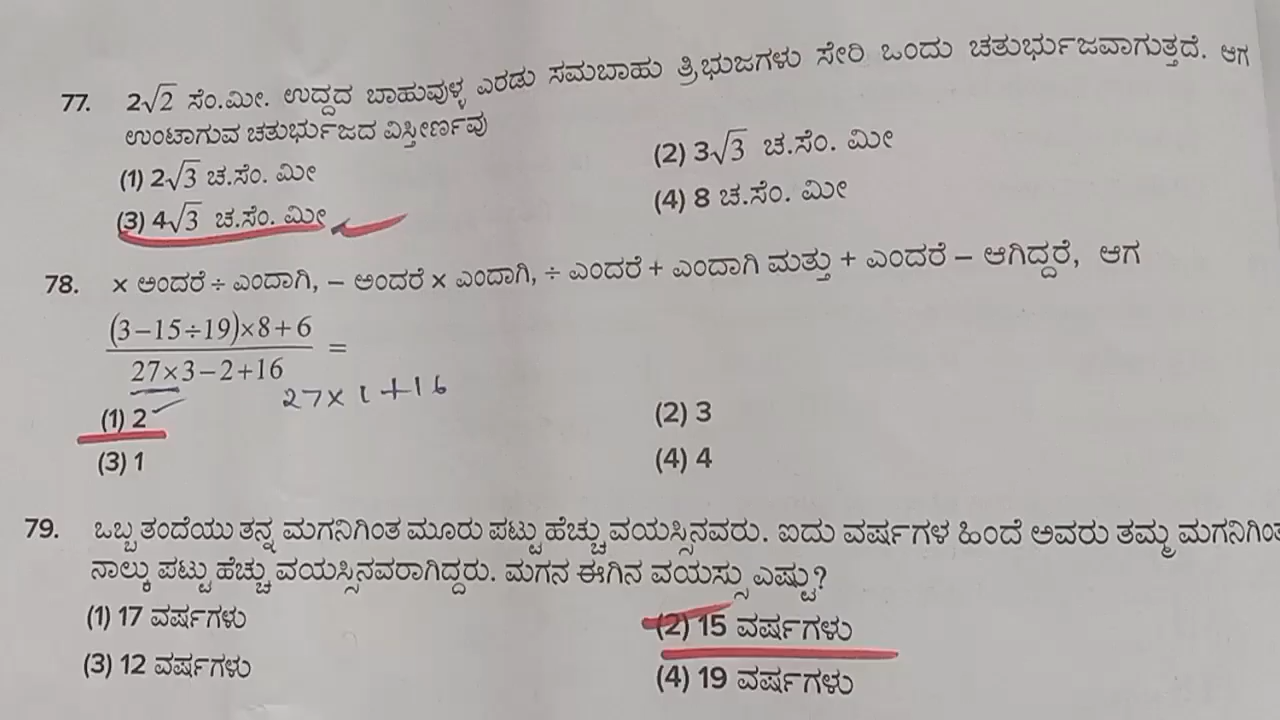 77. 2√2 ಸೆಂ.ಮೀ. ಉದ್ದದ ಬಾಹುವುಳ್ಳ ಎರಡು ಸಮಬಾಹು ತ್ರಿಭುಜಗಳು ಸೇರಿ ಒಂದು ಚತುರ್ಭುಜವಾಗುತ್ತದೆ. ಆಗ
ಉಂಟಾಗುವ ಚತುರ್ಭುಜದ ವಿಸ್ತೀರ್ಣವು
(1) 2√3 ಚ.ಸೆಂ. ಮೀ (2) 3√3 ಚ.ಸೆಂ. ಮೀ
(3) 4√3 ಚ.ಸೆಂ. ಮೀ (4) 8 ಚ.ಸೆಂ. ಮೀ
78. × ಅಂದರೆ ÷ ಎಂದಾಗಿ, – ಅಂದರೆ × ಎಂದಾಗಿ, ÷ ಎಂದರೆ + ಎಂದಾಗಿ ಮತ್ತು + ಎಂದರೆ – ಆಗಿದ್ದರೆ, ಆಗ
(3–15÷19)×8+6
=
27×3–2+16
27× 1 +16
(1) 2 (2) 3
(3) 1 (4) 4
79. ಒಬ್ಬ ತಂದೆಯು ತನ್ನ ಮಗನಿಗಿಂತ ಮೂರು ಪಟ್ಟು ಹೆಚ್ಚು ವಯಸ್ಸಿನವರು. ಐದು ವರ್ಷಗಳ ಹಿಂದೆ ಅವರು ತಮ್ಮ ಮಗನಿಗಿಂತ
ನಾಲ್ಕು ಪಟ್ಟು ಹೆಚ್ಚು ವಯಸ್ಸಿನವರಾಗಿದ್ದರು. ಮಗನ ಈಗಿನ ವಯಸ್ಸು ಎಷ್ಟು?
(1) 17 ವರ್ಷಗಳು (2) 15 ವರ್ಷಗಳು
(3) 12 ವರ್ಷಗಳು (4) 19 ವರ್ಷಗಳು